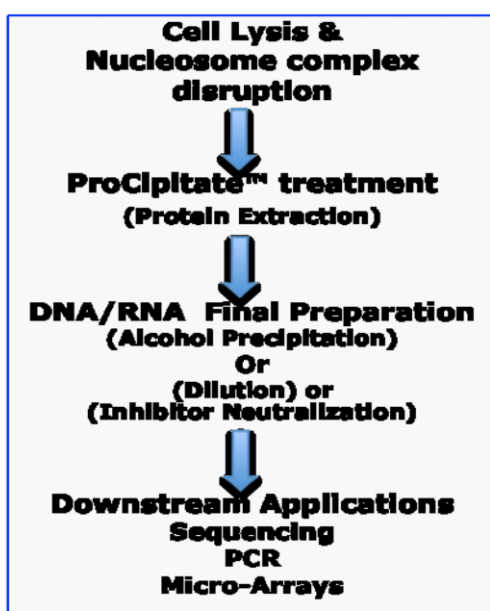 Cell Lysis &
Nucleosome complex
disruption
ProCipitate™ treatment
(Protein Extraction)
DNA/RNA Final Preparation
(Alcohol Precipitation)
Or
(Dilution) or
(Inhibitor Neutralization)
Downstream Applications
Sequencing
PCR
Micro-Arrays